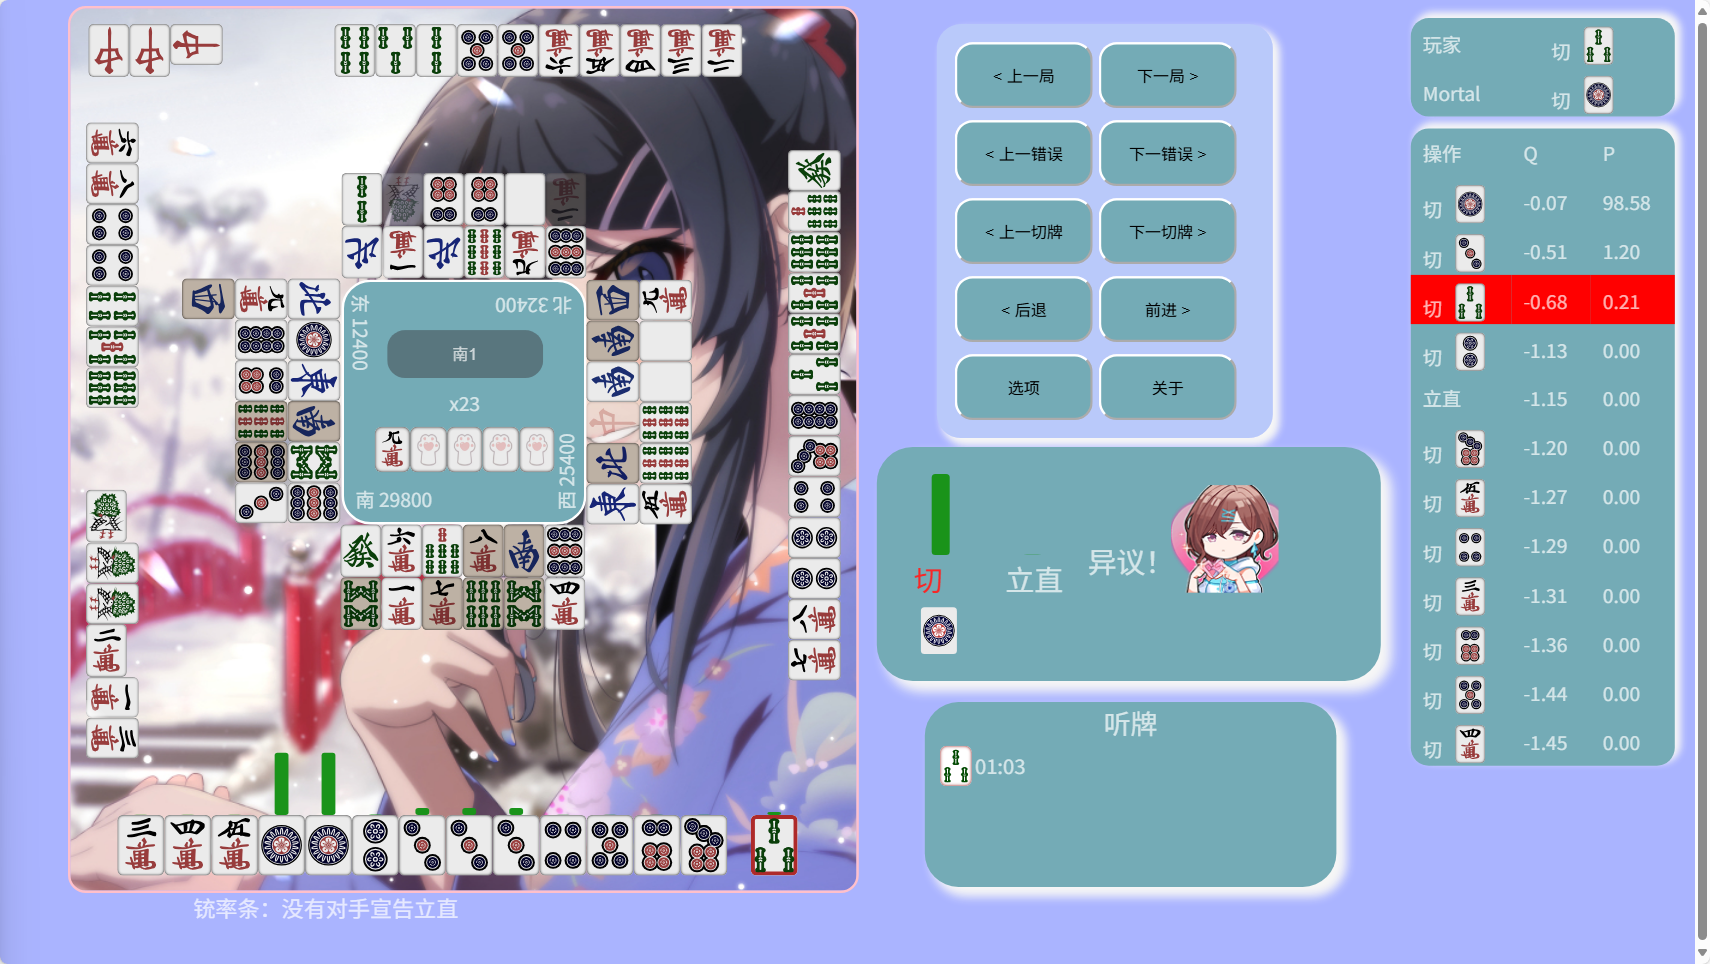 东 12400
北 32400
南1
x23
南 29800
西 25400
铳率条：没有对手宣告立直
< 上一局
下一局 >
< 上一错误
下一错误 >
< 上一切牌
下一切牌 >
< 后退
前进 >
选项
关于
切
立直
异议！
听牌
01:03
玩家 切
Mortal 切
操作 Q P
切 -0.07 98.58
切 -0.51 1.20
切 -0.68 0.21
切 -1.13 0.00
立直 -1.15 0.00
切 -1.20 0.00
切 -1.27 0.00
切 -1.29 0.00
切 -1.31 0.00
切 -1.36 0.00
切 -1.44 0.00
切 -1.45 0.00